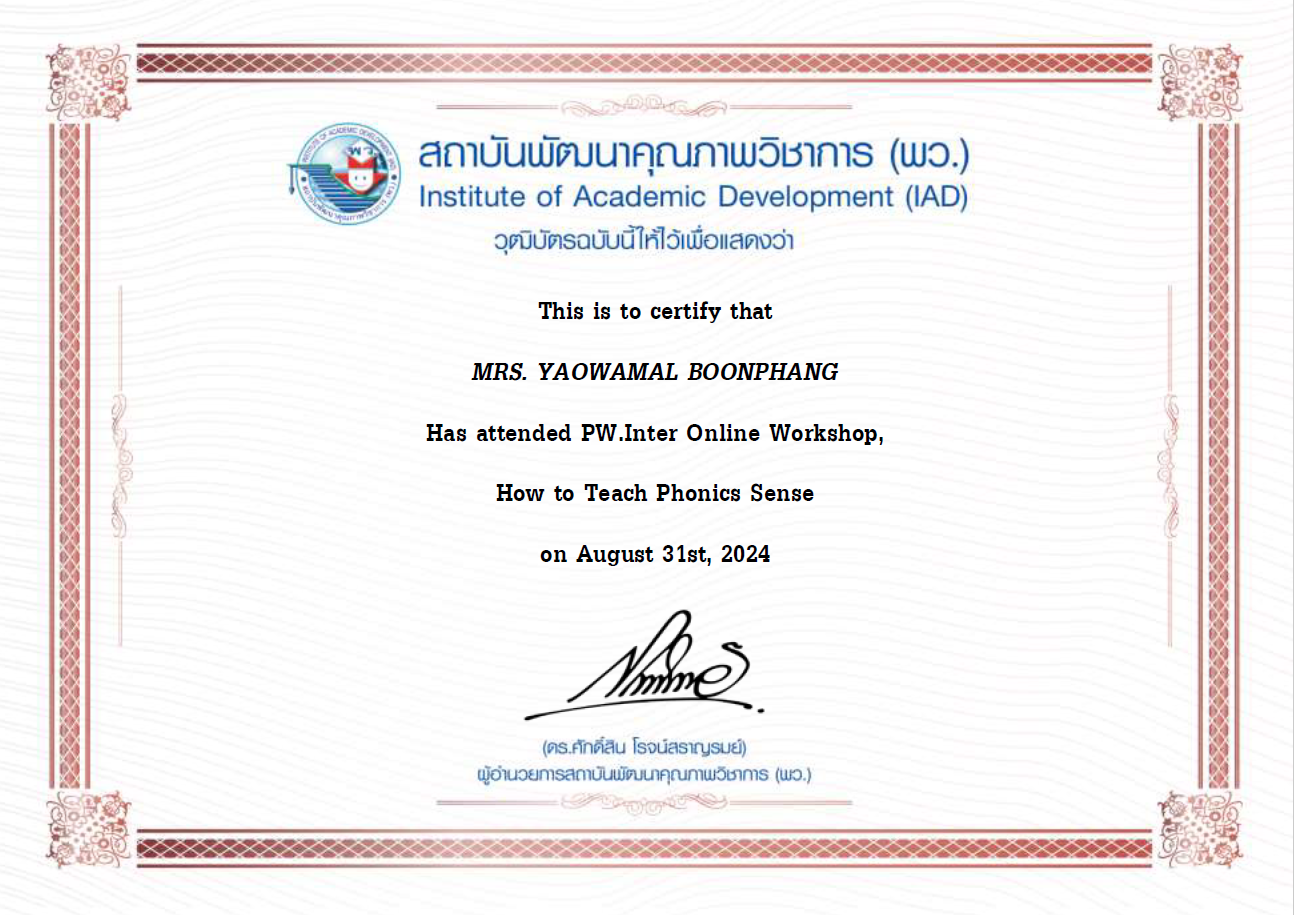 สถาบันพัฒนาคุณภาพวิชาการ (พว.)
Institute of Academic Development (IAD)
วุฒิบัตรฉบับนี้ให้ไว้เพื่อแสดงว่า
This is to certify that
MRS. YAOWAMAL BOONPHANG
Has attended PW.Inter Online Workshop,
How to Teach Phonics Sense
on August 31st, 2024
(ดร.ศักดิ์สิน โรจน์สราญรมย์)
ผู้อำนวยการสถาบันพัฒนาคุณภาพวิชาการ (พว.)